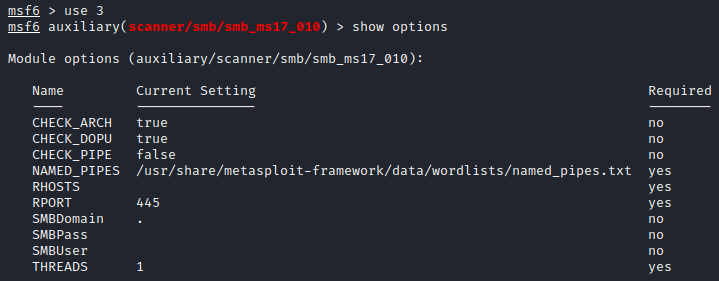 msf6 > use 3
msf6 auxiliary(scanner/smb/smb_ms17_010) > show options
Module options (auxiliary/scanner/smb/smb_ms17_010):
Name Current Setting Required
---- --------------- --------
CHECK_ARCH true no
CHECK_DOPU true no
CHECK_PIPE false no
NAMED_PIPES /usr/share/metasploit-framework/data/wordlists/named_pipes.txt yes
RHOSTS yes
RPORT 445 yes
SMBDomain . no
SMBPass no
SMBUser no
THREADS 1 yes